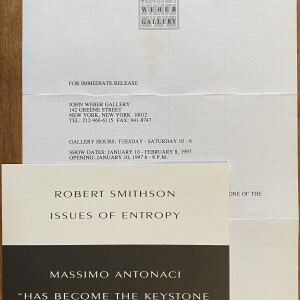 WEBER
GALLERY
FOR IMMEDIATE RELEASE
JOHN WEBER GALLERY
142 GREENE STREET
NEW YORK, NEW YORK 10012
TEL: 212-966-6115 FAX: 941-8747
GALLERY HOURS: TUESDAY - SATURDAY 10 - 6
SHOW DATES: JANUARY 10 - FEBRUARY 8, 1997
OPENING: JANUARY 10, 1997 6 - 8 P.M.
ONE OF THE
ROBERT SMITHSON
ISSUES OF ENTROPY
MASSIMO ANTONACI
"HAS BECOME THE KEYSTONE